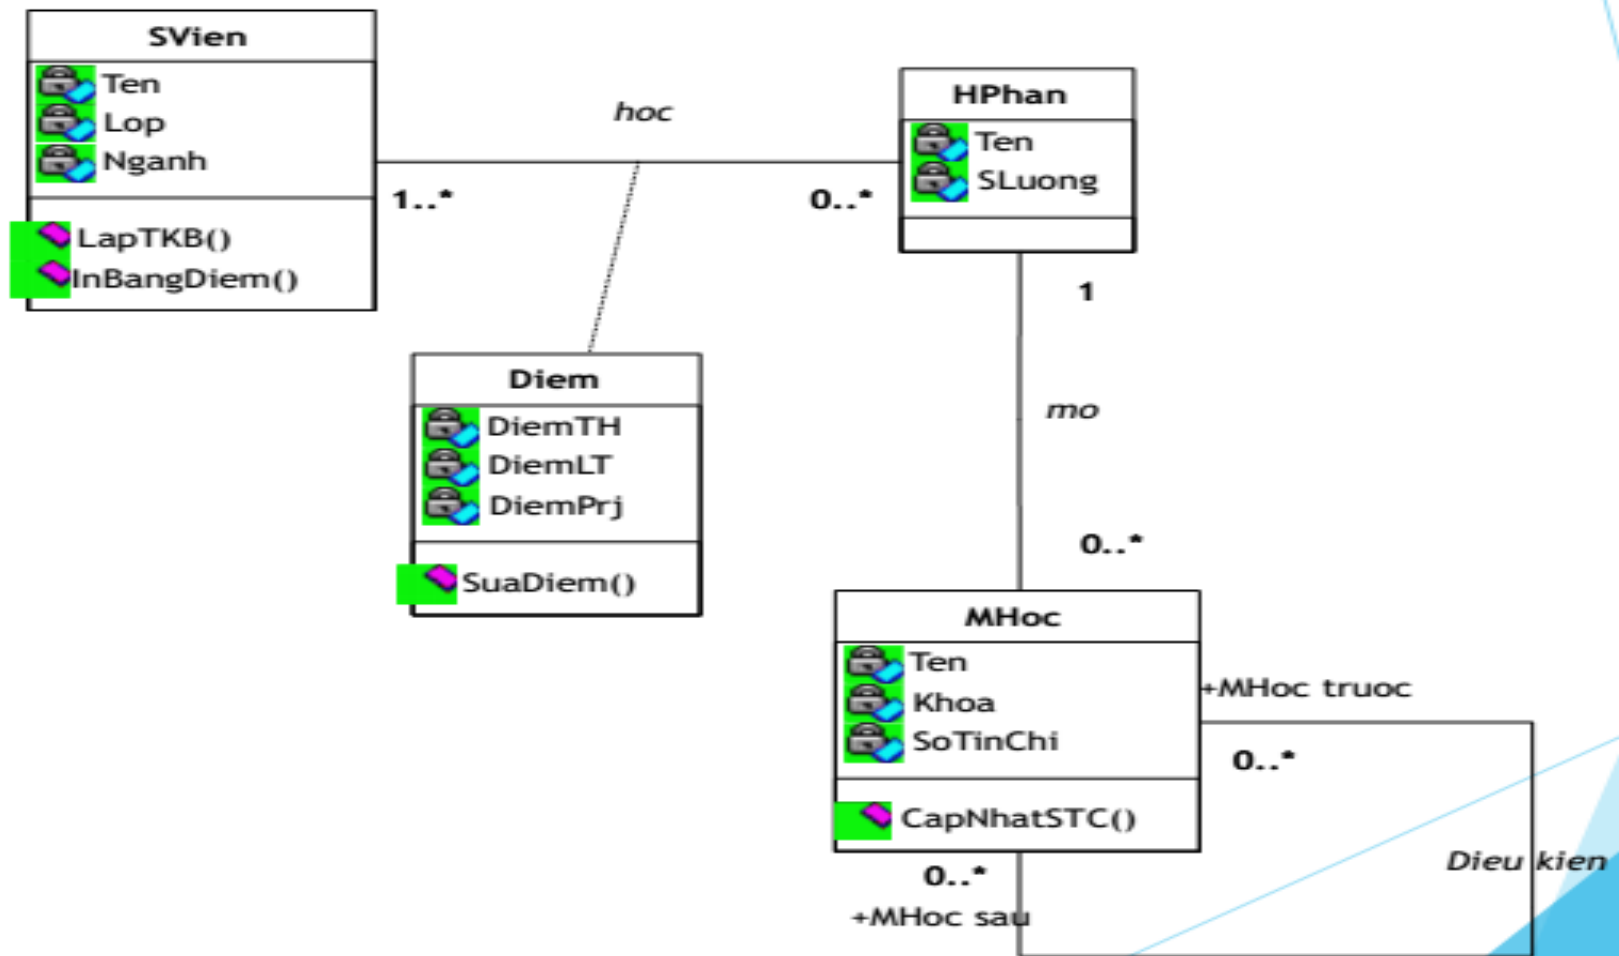 SVien
Ten
Lop
Nganh
LapTKB()
InBangDiem()
hoc
1..*
0..*
HPhan
Ten
SLuong
1
mo
0..*
Diem
DiemTH
DiemLT
DiemPrj
SuaDiem()
MHoc
Ten
Khoa
SoTinChi
CapNhatSTC()
+MHoc truoc
0..*
Dieu kien
0..*
+MHoc sau